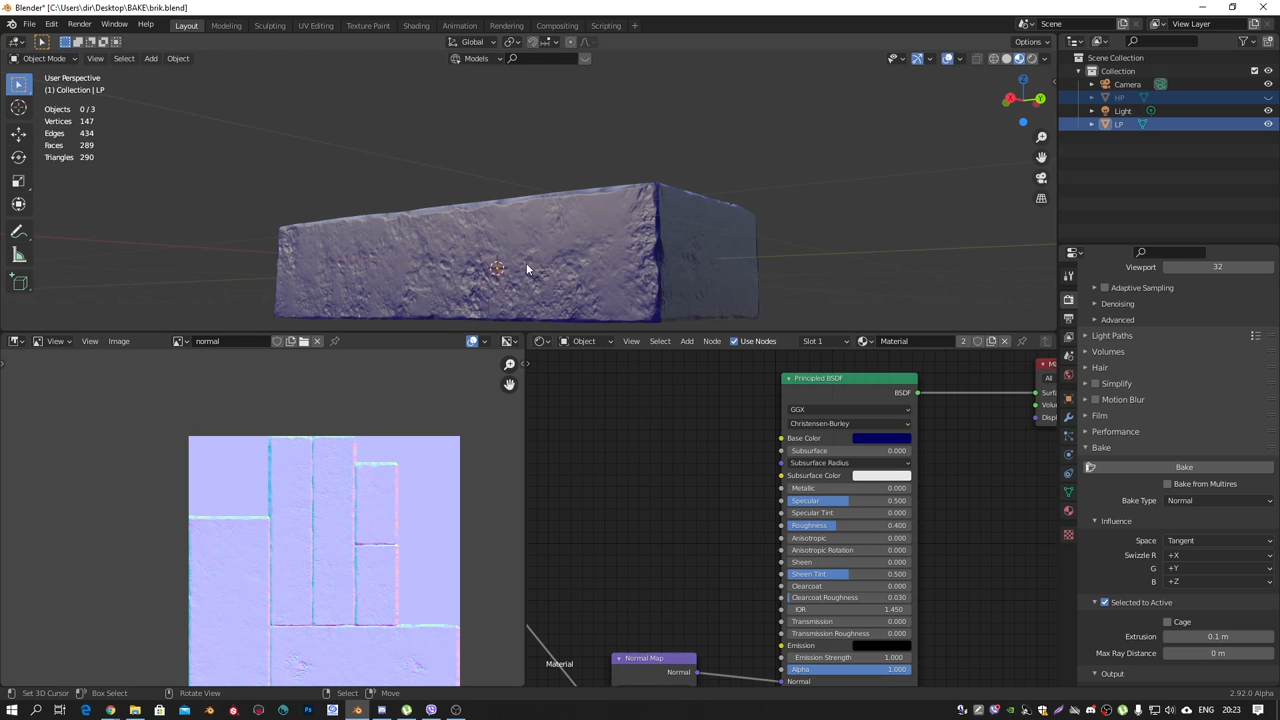 Blender* [C:\Users\dir\Desktop\BAKE\brik.blend]
File Edit Render Window Help Layout Modeling Sculpting UV Editing Texture Paint Shading Animation Rendering Compositing Scripting + Scene View Layer
Global Options
Object Mode View Select Add Object Models
User Perspective
(1) Collection | LP
Objects 0 / 3
Vertices 147
Edges 434
Faces 289
Triangles 290
X Y Z
Scene Collection
Collection
Camera
HP
Light
LP
Viewport 32
Adaptive Sampling
Denoising
Advanced
Light Paths
Volumes
Hair
Simplify
Motion Blur
Film
Performance
Bake
Bake
Bake from Multires
Bake Type Normal
Influence
Space Tangent
Swizzle R +X
G +Y
B +Z
Selected to Active
Cage
Extrusion 0.1 m
Max Ray Distance 0 m
Output
View View Image normal
Object View Select Add Node Use Nodes Slot 1 Material 2
Principled BSDF
BSDF
GGX
Christensen-Burley
Base Color
Subsurface 0.000
Subsurface Radius
Subsurface Color
Metallic 0.000
Specular 0.500
Specular Tint 0.000
Roughness 0.400
Anisotropic 0.000
Anisotropic Rotation 0.000
Sheen 0.000
Sheen Tint 0.500
Clearcoat 0.000
Clearcoat Roughness 0.030
IOR 1.450
Transmission 0.000
Transmission Roughness 0.000
Emission
Emission Strength 1.000
Alpha 1.000
Normal
All
Material
Normal Map
Normal
Set 3D Cursor Box Select Rotate View Select Move 2.92.0 Alpha
ENG 20:23